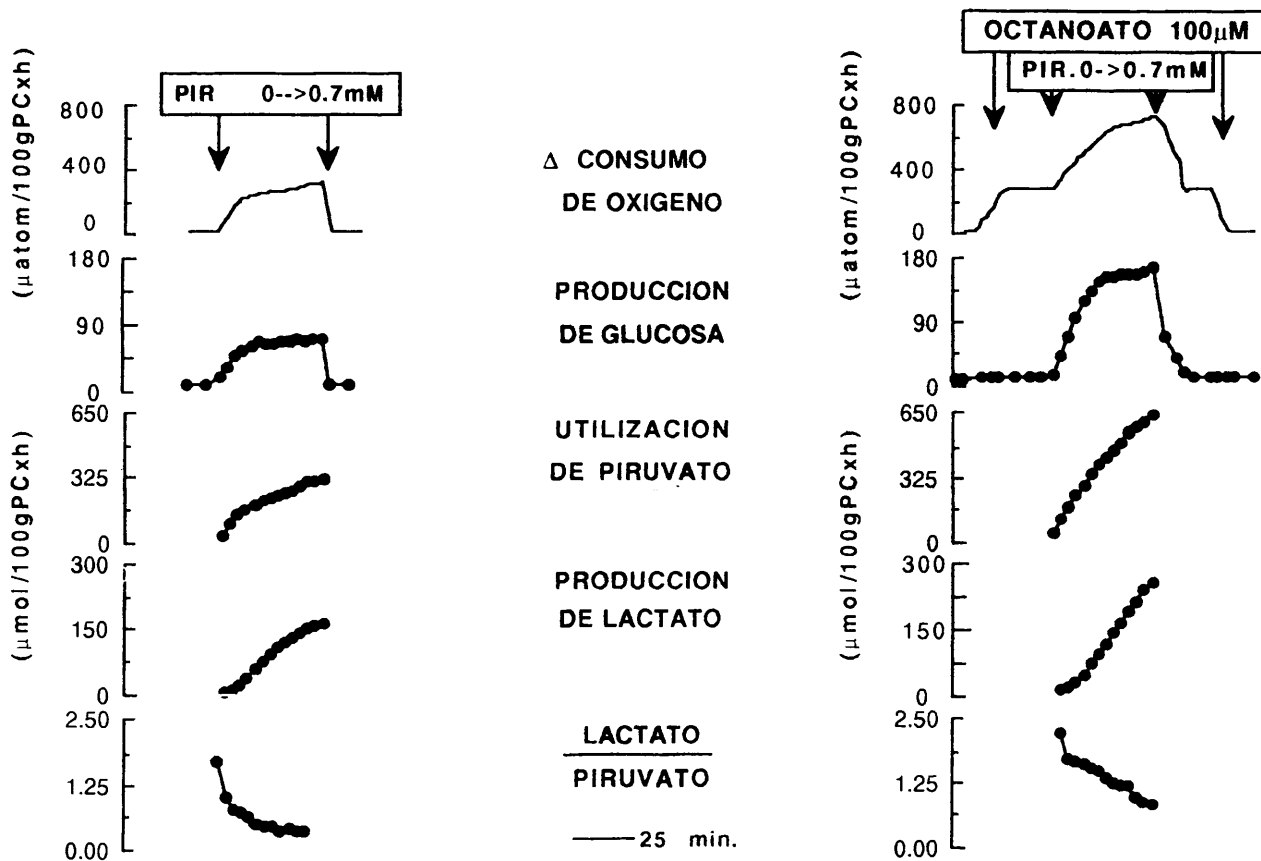 PIR 0-->0.7mM
OCTANOATO 100µM
PIR.0->0.7mM
(µatom/100gPCxh)
800
400
0
Δ CONSUMO
DE OXIGENO
(µatom/100gPCxh)
800
400
0
180
90
0
PRODUCCION
DE GLUCOSA
180
90
0
(µmol/100gPCxh)
650
325
0
UTILIZACION
DE PIRUVATO
(µmol/100gPCxh)
650
325
0
300
150
0
PRODUCCION
DE LACTATO
300
150
0
2.50
1.25
0.00
LACTATO
PIRUVATO
25 min.
2.50
1.25
0.00